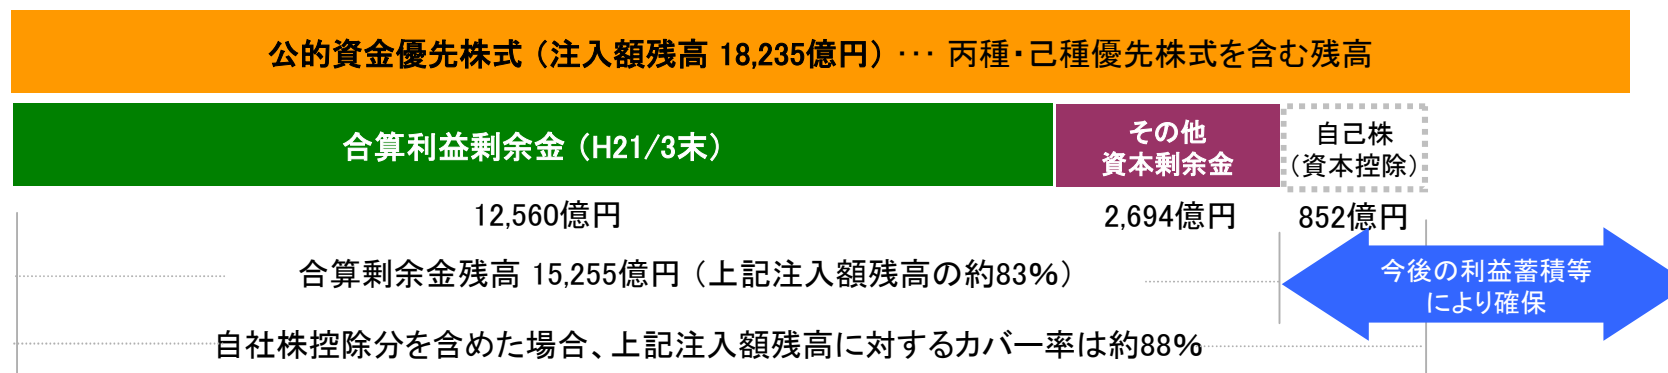 公的資金優先株式（注入額残高 18,235億円）･･･ 丙種・己種優先株式を含む残高
合算利益剰余金（H21/3末）
その他
資本剰余金
自己株
（資本控除）
12,560億円
2,694億円
852億円
合算剰余金残高 15,255億円（上記注入額残高の約83%）
今後の利益蓄積等
により確保
自社株控除分を含めた場合、上記注入額残高に対するカバー率は約88%